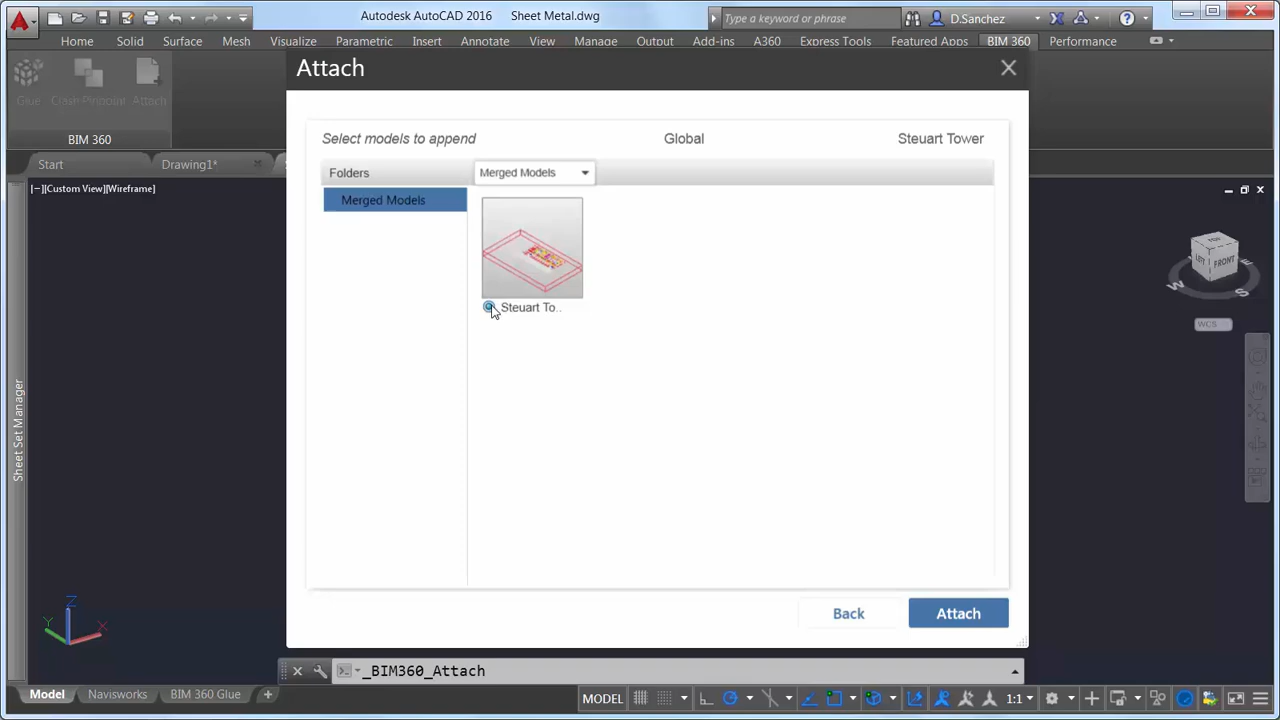 Autodesk AutoCAD 2016 Sheet Metal.dwg
Type a keyword or phrase
D.Sanchez
Home Solid Surface Mesh Visualize Parametric Insert Annotate View Manage Output Add-ins A360 Express Tools Featured Apps BIM 360 Performance
Glue Clash Pinpoint Attach
BIM 360
Start Drawing1*
[−][Custom View][Wireframe]
Attach
Select models to append Global Steuart Tower
Folders Merged Models
Merged Models
Steuart To..
LEFT FRONT
W S E
WCS
Sheet Set Manager
Z
Y X
Back Attach
_BIM360_Attach
Model Navisworks BIM 360 Glue +
MODEL 1:1